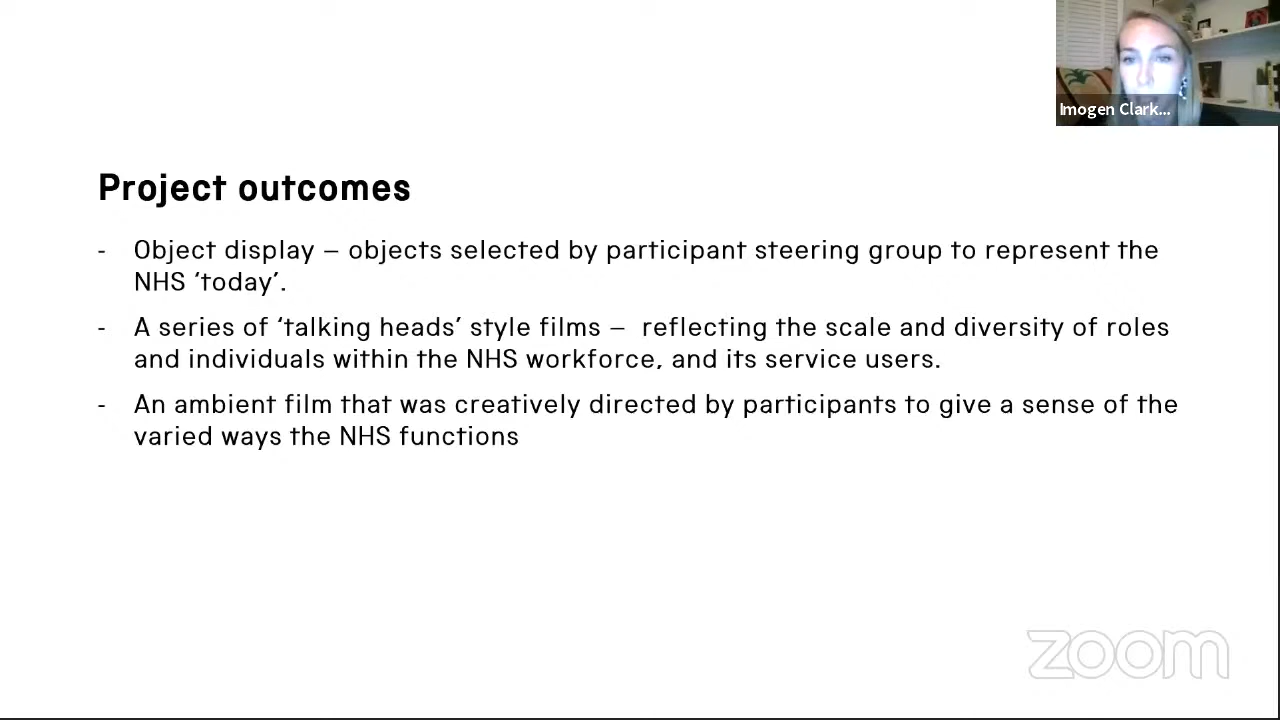 Imogen Clark...
Project outcomes
- Object display – objects selected by participant steering group to represent the
NHS ‘today’.
- A series of ‘talking heads’ style films –  reflecting the scale and diversity of roles
and individuals within the NHS workforce, and its service users.
- An ambient film that was creatively directed by participants to give a sense of the
varied ways the NHS functions
zoom